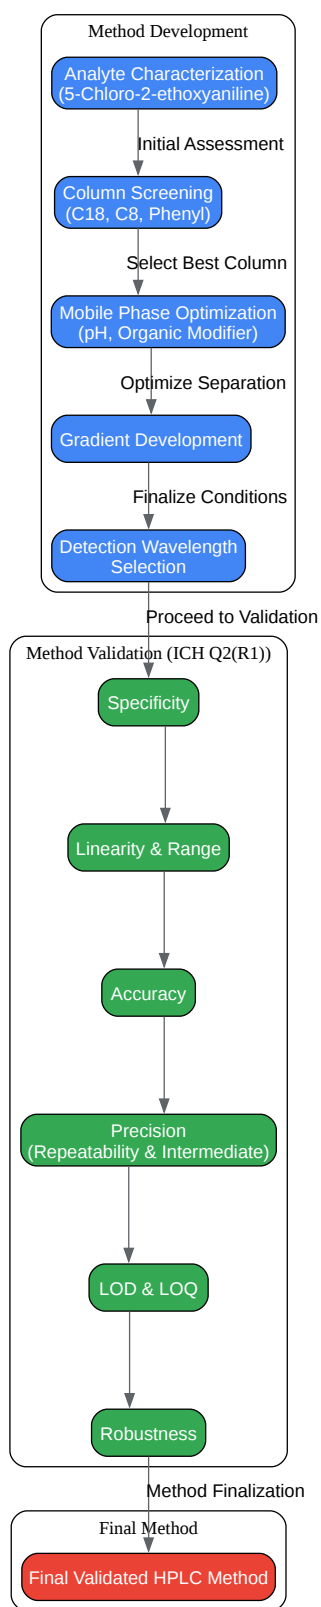 Method Development
Analyte Characterization
(5-Chloro-2-ethoxyaniline)
Initial Assessment
Column Screening
(C18, C8, Phenyl)
Select Best Column
Mobile Phase Optimization
(pH, Organic Modifier)
Optimize Separation
Gradient Development
Finalize Conditions
Detection Wavelength
Selection
Proceed to Validation
Method Validation (ICH Q2(R1))
Specificity
Linearity & Range
Accuracy
Precision
(Repeatability & Intermediate)
LOD & LOQ
Robustness
Method Finalization
Final Method
Final Validated HPLC Method